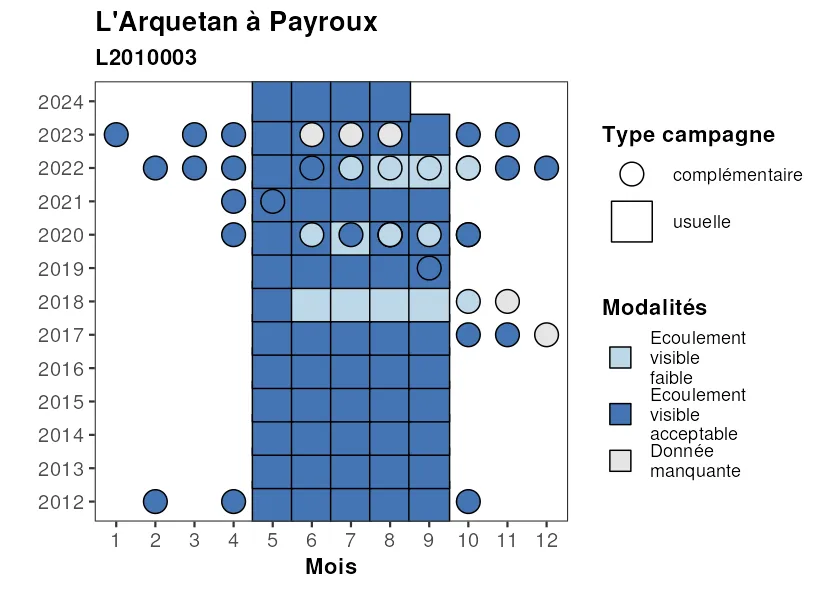 L'Arquetan à Payroux
L2010003
2024
2023
2022
2021
2020
2019
2018
2017
2016
2015
2014
2013
2012
1 2 3 4 5 6 7 8 9 10 11 12
Mois
Type campagne
complémentaire
usuelle
Modalités
Ecoulement
visible
faible
Ecoulement
visible
acceptable
Donnée
manquante